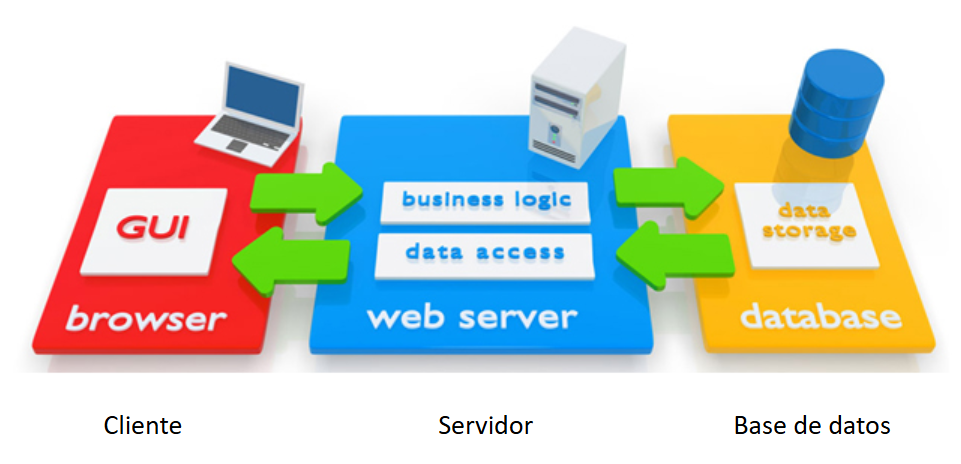 GUI
browser
business logic
data access
web server
data
storage
database
Cliente
Servidor
Base de datos